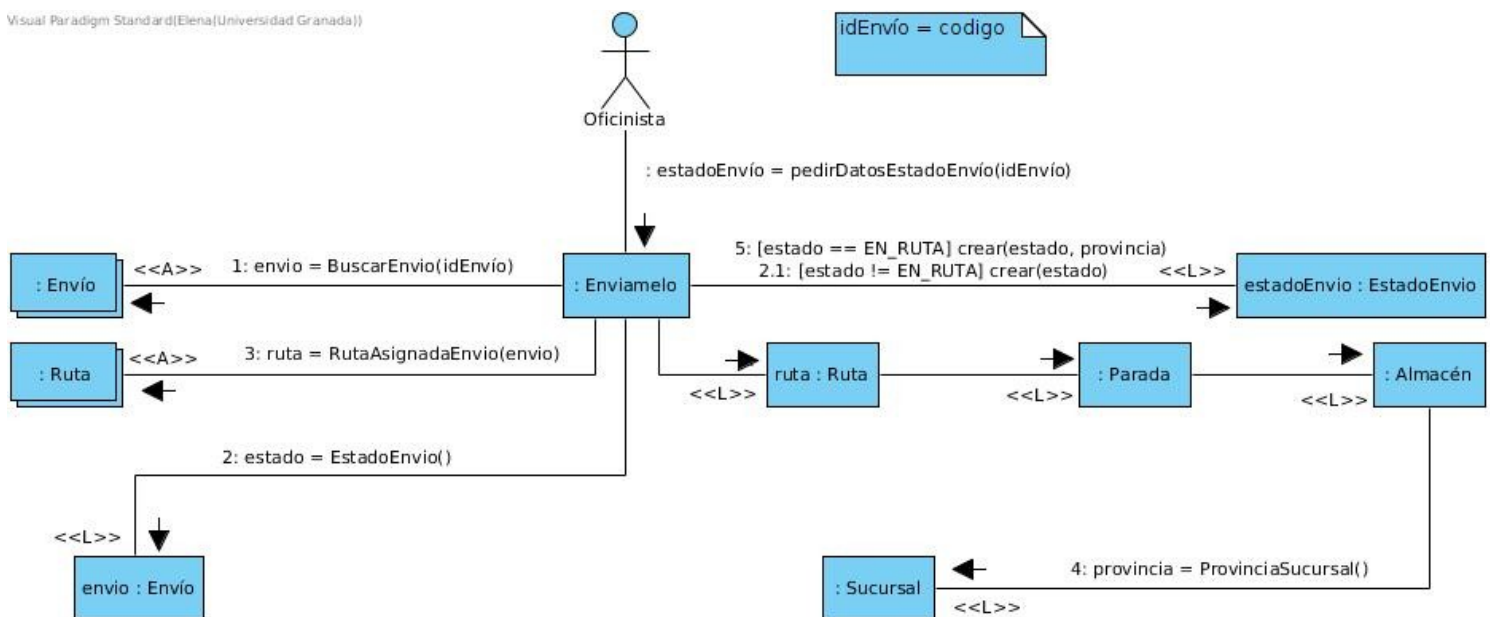 Visual Paradigm Standard(Elena(Universidad Granada))
idEnvío = codigo
Oficinista
: estadoEnvío = pedirDatosEstadoEnvío(idEnvío)
5: [estado == EN_RUTA] crear(estado, provincia)
<<A>> 1: envio = BuscarEnvio(idEnvío)
2.1: [estado != EN_RUTA] crear(estado) <<L>>
: Envío
: Enviamelo
estadoEnvio : EstadoEnvio
<<A>> 3: ruta = RutaAsignadaEnvio(envio)
: Ruta
ruta : Ruta
: Parada
: Almacén
<<L>>
<<L>>
<<L>>
2: estado = EstadoEnvio()
<<L>>
4: provincia = ProvinciaSucursal()
envio : Envío
: Sucursal
<<L>>